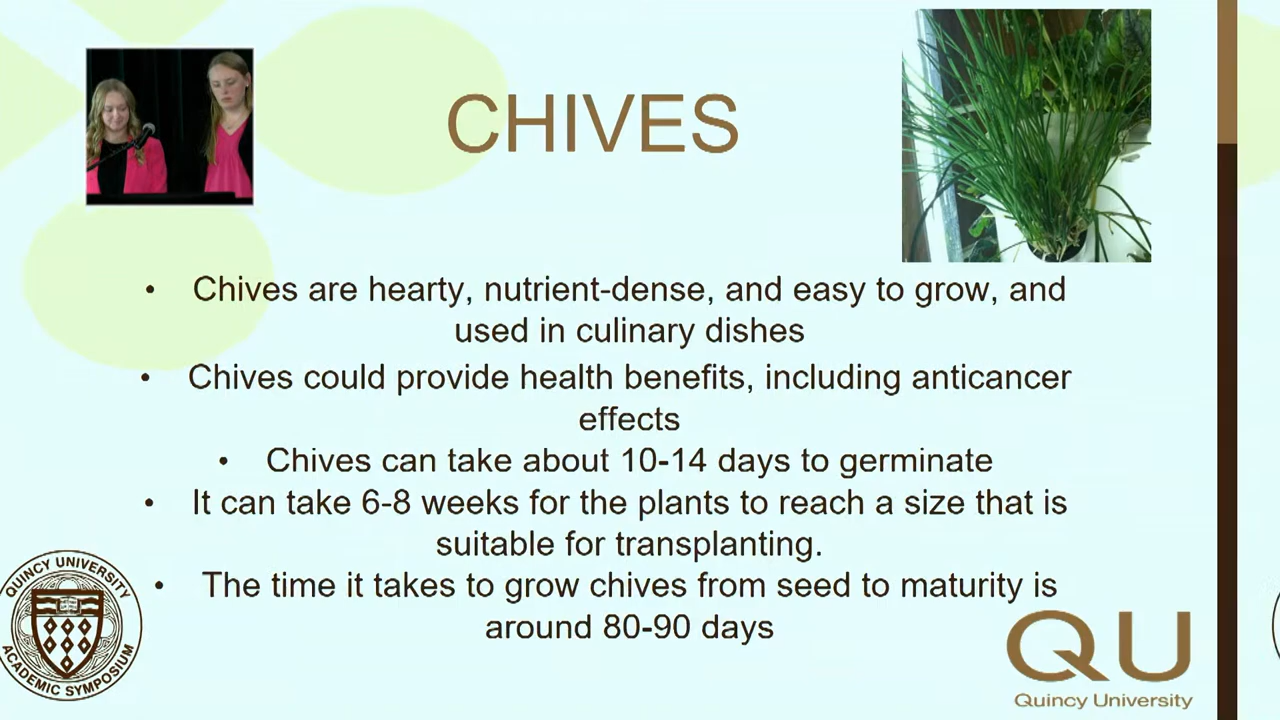 CHIVES
• Chives are hearty, nutrient-dense, and easy to grow, and
used in culinary dishes
• Chives could provide health benefits, including anticancer
effects
• Chives can take about 10-14 days to germinate
• It can take 6-8 weeks for the plants to reach a size that is
suitable for transplanting.
• The time it takes to grow chives from seed to maturity is
around 80-90 days
QUINCY UNIVERSITY
ACADEMIC SYMPOSIUM
QU
Quincy University